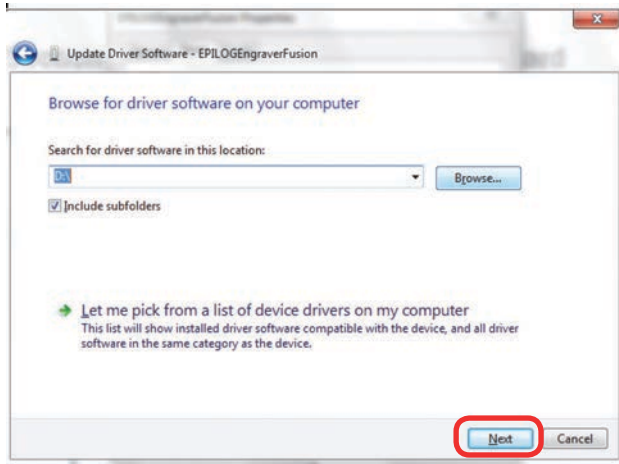 EPILOGEngraverFusion Properties
Update Driver Software - EPILOGEngraverFusion
Browse for driver software on your computer
Search for driver software in this location:
D:\
Browse...
Include subfolders
Let me pick from a list of device drivers on my computer
This list will show installed driver software compatible with the device, and all driver
software in the same category as the device.
Next Cancel